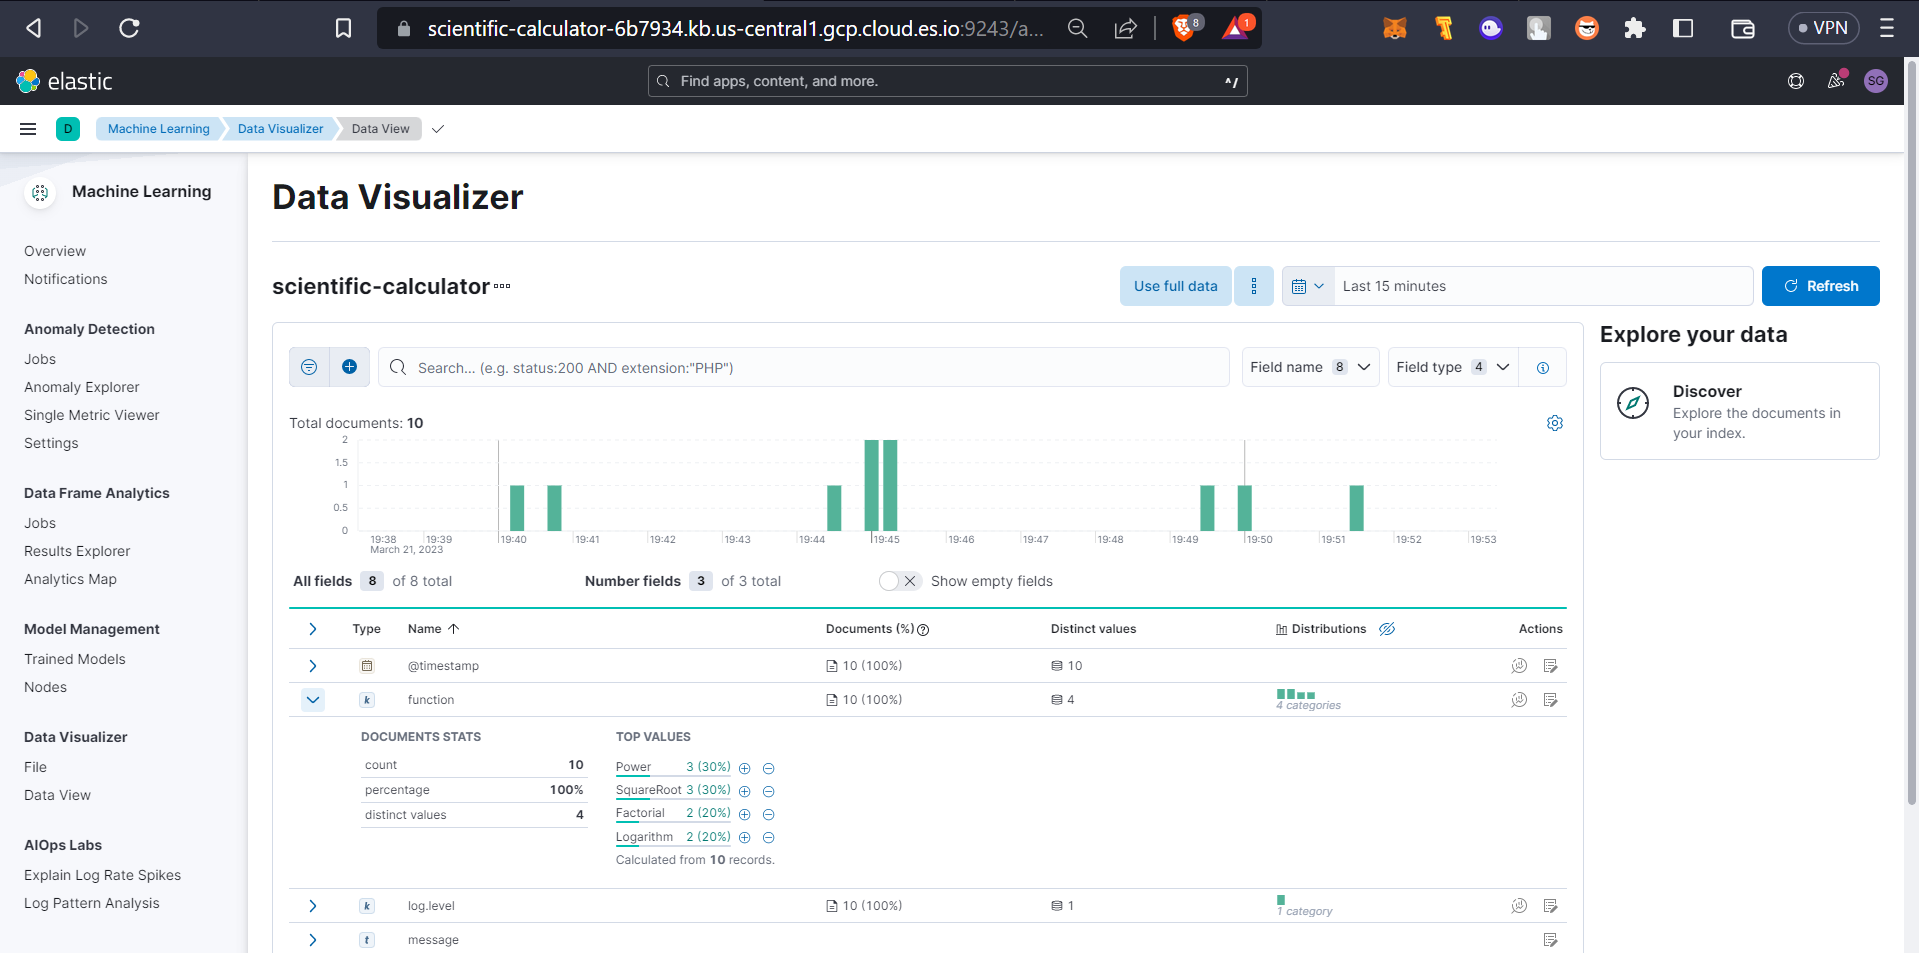 scientific-calculator-6b7934.kb.us-central1.gcp.cloud.es.io:9243/a...
8
1
VPN
elastic
Find apps, content, and more.
^/
SG
D
Machine Learning
Data Visualizer
Data View
Machine Learning
Overview
Notifications
Anomaly Detection
Jobs
Anomaly Explorer
Single Metric Viewer
Settings
Data Frame Analytics
Jobs
Results Explorer
Analytics Map
Model Management
Trained Models
Nodes
Data Visualizer
File
Data View
AIOps Labs
Explain Log Rate Spikes
Log Pattern Analysis
Data Visualizer
scientific-calculator
Use full data
Last 15 minutes
Refresh
Search... (e.g. status:200 AND extension:"PHP")
Field name 8
Field type 4
Total documents: 10
2
1.5
1
0.5
0
19:38 19:39 19:40 19:41 19:42 19:43 19:44 19:45 19:46 19:47 19:48 19:49 19:50 19:51 19:52 19:53
March 21, 2023
All fields 8 of 8 total
Number fields 3 of 3 total
Show empty fields
Type Name Documents (%) Distinct values Distributions Actions
@timestamp 10 (100%) 10
k function 10 (100%) 4
4 categories
DOCUMENTS STATS
count 10
percentage 100%
distinct values 4
TOP VALUES
Power 3 (30%)
SquareRoot 3 (30%)
Factorial 2 (20%)
Logarithm 2 (20%)
Calculated from 10 records.
k log.level 10 (100%) 1
1 category
t message
Explore your data
Discover
Explore the documents in
your index.